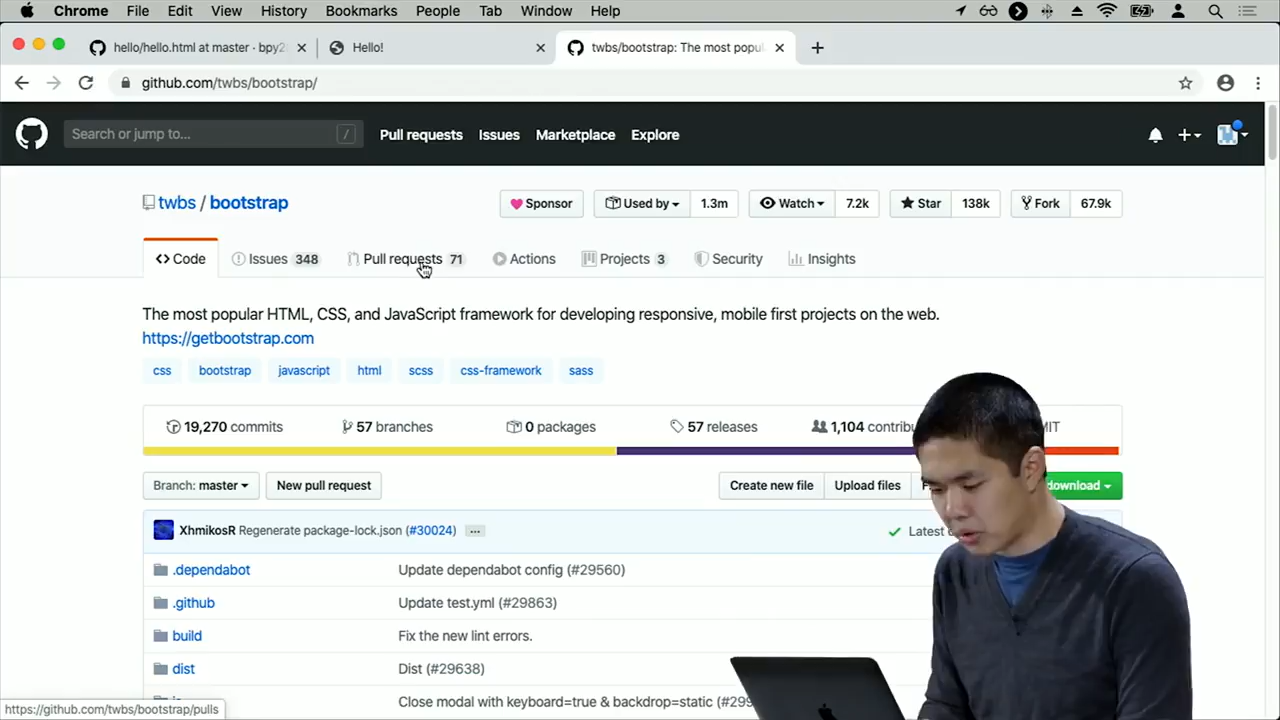 Chrome File Edit View History Bookmarks People Tab Window Help
hello/hello.html at master · bpy2
Hello!
twbs/bootstrap: The most popu
github.com/twbs/bootstrap/
Search or jump to... /
Pull requests Issues Marketplace Explore
twbs / bootstrap
Sponsor Used by 1.3m Watch 7.2k Star 138k Fork 67.9k
<> Code Issues 348 Pull requests 71 Actions Projects 3 Security Insights
The most popular HTML, CSS, and JavaScript framework for developing responsive, mobile first projects on the web.
https://getbootstrap.com
css bootstrap javascript html scss css-framework sass
19,270 commits 57 branches 0 packages 57 releases 1,104 contribu
Branch: master New pull request Create new file Upload files
XhmikosR Regenerate package-lock.json (#30024) ... Latest
.dependabot Update dependabot config (#29560)
.github Update test.yml (#29863)
build Fix the new lint errors.
dist Dist (#29638)
Close modal with keyboard=true & backdrop=static (#29
https://github.com/twbs/bootstrap/pulls